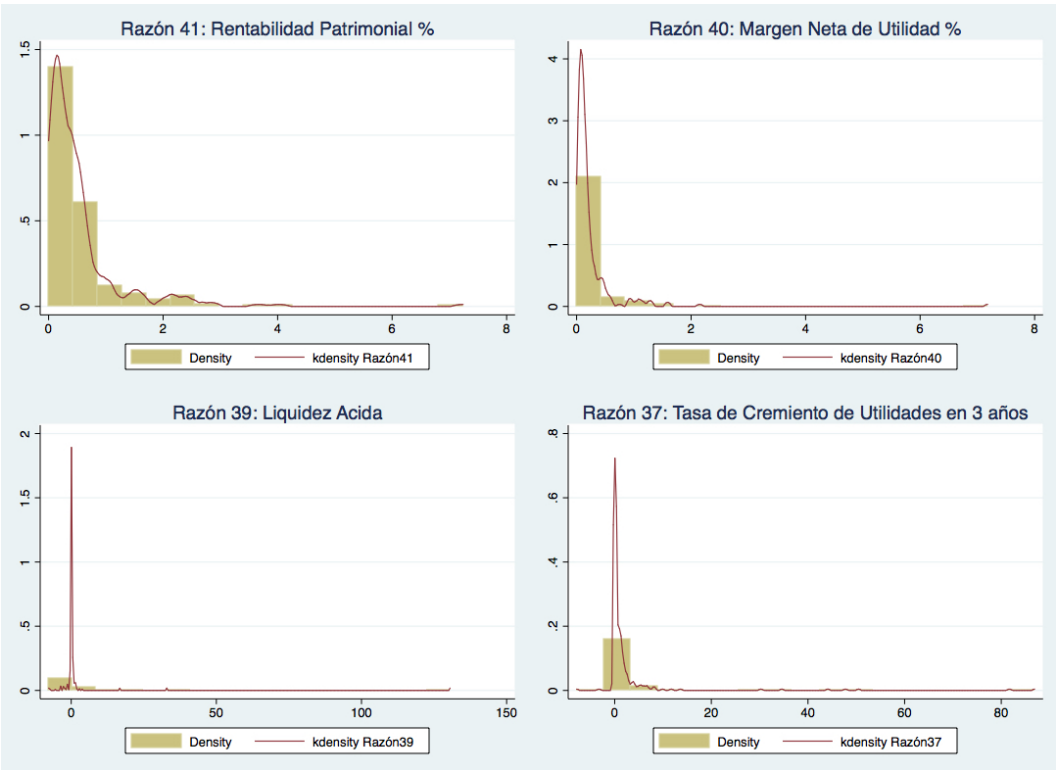 Razón 41: Rentabilidad Patrimonial %
1.5
1
.5
0
0 2 4 6 8
Density kdensity Razón41
Razón 40: Margen Neta de Utilidad %
4
3
2
1
0
0 2 4 6 8
Density kdensity Razón40
Razón 39: Liquidez Acida
2
1.5
1
.5
0
0 50 100 150
Density kdensity Razón39
Razón 37: Tasa de Cremiento de Utilidades en 3 años
.8
.6
.4
.2
0
0 20 40 60 80
Density kdensity Razón37